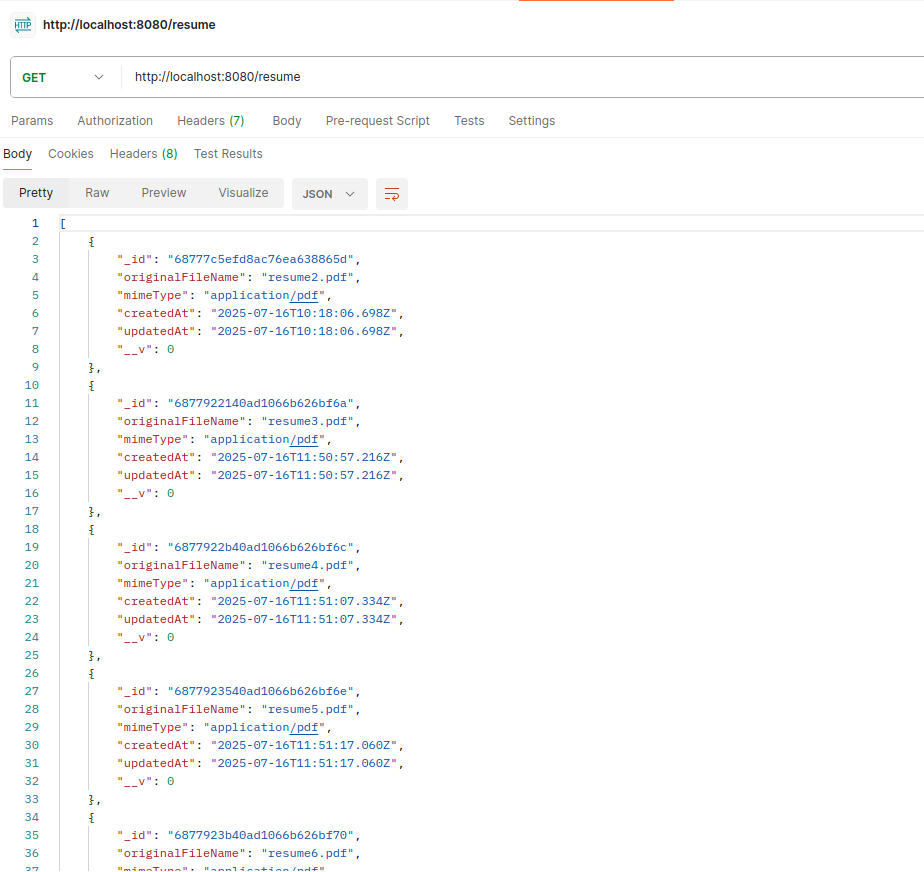 HTTP http://localhost:8080/resume
GET http://localhost:8080/resume
Params Authorization Headers (7) Body Pre-request Script Tests Settings
Body Cookies Headers (8) Test Results
Pretty Raw Preview Visualize JSON
1 [
2 {
3 "_id": "68777c5efd8ac76ea638865d",
4 "originalFileName": "resume2.pdf",
5 "mimeType": "application/pdf",
6 "createdAt": "2025-07-16T10:18:06.698Z",
7 "updatedAt": "2025-07-16T10:18:06.698Z",
8 "__v": 0
9 },
10 {
11 "_id": "6877922140ad1066b626bf6a",
12 "originalFileName": "resume3.pdf",
13 "mimeType": "application/pdf",
14 "createdAt": "2025-07-16T11:50:57.216Z",
15 "updatedAt": "2025-07-16T11:50:57.216Z",
16 "__v": 0
17 },
18 {
19 "_id": "6877922b40ad1066b626bf6c",
20 "originalFileName": "resume4.pdf",
21 "mimeType": "application/pdf",
22 "createdAt": "2025-07-16T11:51:07.334Z",
23 "updatedAt": "2025-07-16T11:51:07.334Z",
24 "__v": 0
25 },
26 {
27 "_id": "6877923540ad1066b626bf6e",
28 "originalFileName": "resume5.pdf",
29 "mimeType": "application/pdf",
30 "createdAt": "2025-07-16T11:51:17.060Z",
31 "updatedAt": "2025-07-16T11:51:17.060Z",
32 "__v": 0
33 },
34 {
35 "_id": "6877923b40ad1066b626bf70",
36 "originalFileName": "resume6.pdf",
37 "mimeType": "application/pdf",